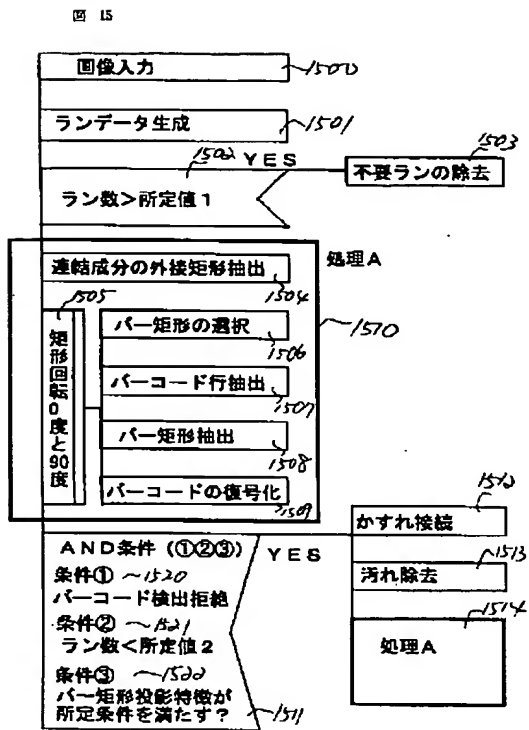 図 15
画像入力
1500
ランデータ生成
1501
1502 YES
1503
不要ランの除去
ラン数>所定値1
処理A
連結成分の外接矩形抽出
1504
1505
矩形回転0度と90度
バー矩形の選択
1506
1510
バーコード行抽出
1507
バー矩形抽出
1508
バーコードの復号化
1509
1512
かすれ接続
AND条件 (①②③) YES
1513
汚れ除去
条件① ~1520
バーコード検出拒絶
1514
処理A
条件② ~1521
ラン数<所定値2
条件③ ~1522
バー矩形投影特徴が
所定条件を満たす?
1511